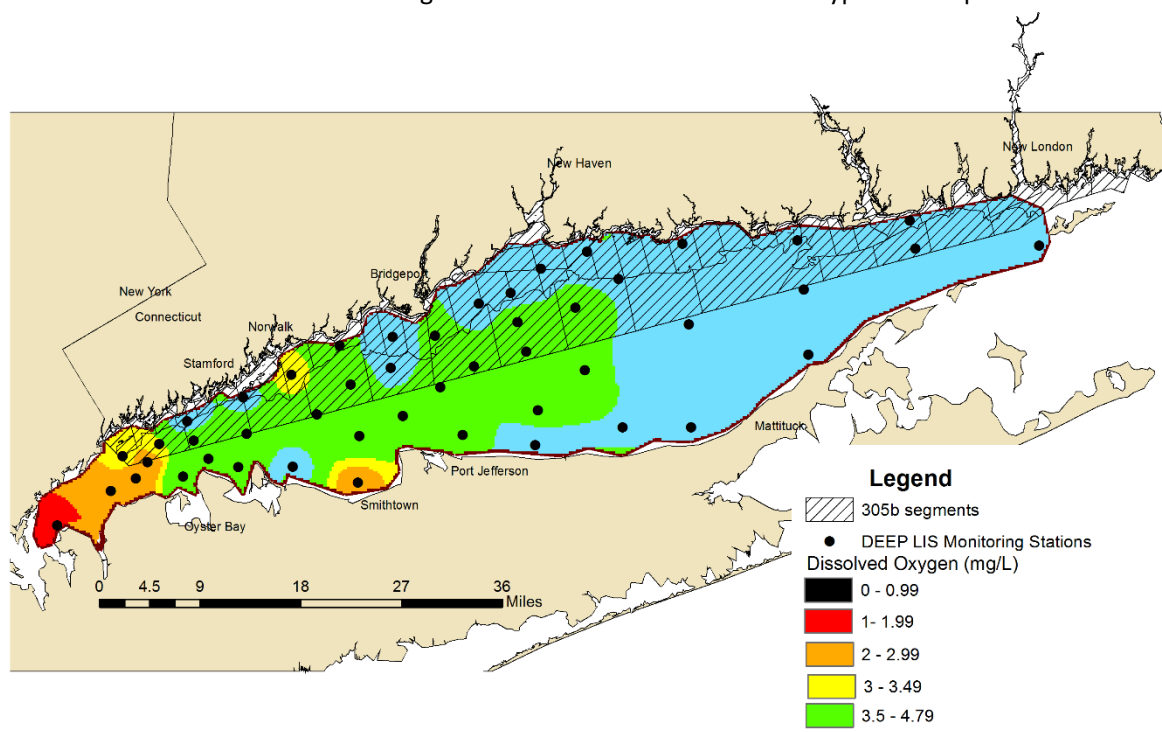 New London
New Haven
Bridgeport
New York
Connecticut
Norwalk
Stamford
Mattituck
Port Jefferson
Smithtown
Oyster Bay
0 4.5 9 18 27 36
Miles
Legend
305b segments
DEEP LIS Monitoring Stations
Dissolved Oxygen (mg/L)
0 - 0.99
1- 1.99
2 - 2.99
3 - 3.49
3.5 - 4.79